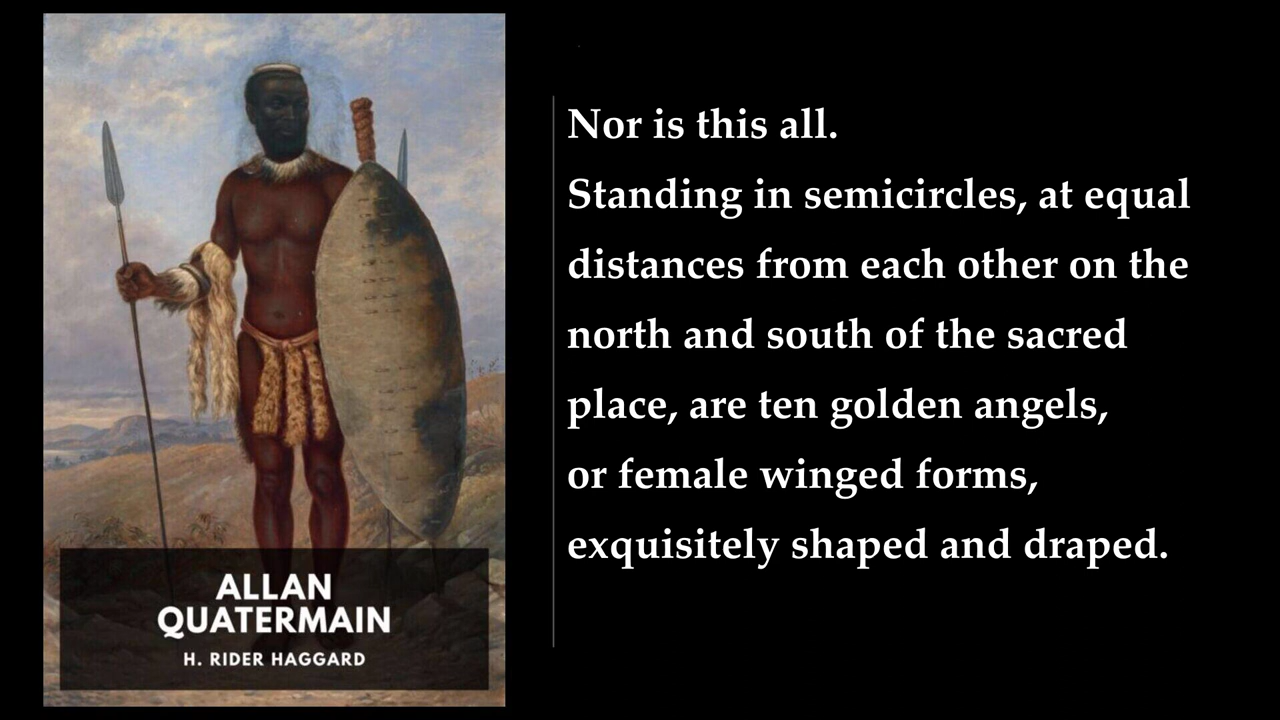 ALLAN
QUATERMAIN
H. RIDER HAGGARD
Nor is this all.
Standing in semicircles, at equal
distances from each other on the
north and south of the sacred
place, are ten golden angels,
or female winged forms,
exquisitely shaped and draped.